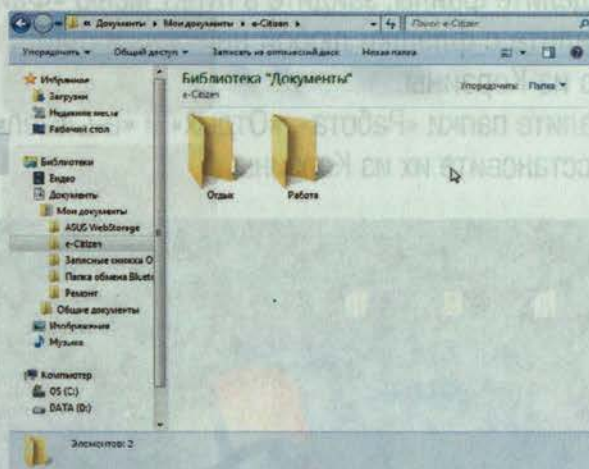 « Документы ▸ Мои документы ▸ e-Citizen ▸
Поиск: e-Citizen
Упорядочить ▾ Общий доступ ▾ Записать на оптический диск Новая папка
Избранное
Загрузки
Недавние места
Рабочий стол
Библиотеки
Видео
Документы
Мои документы
ASUS WebStorage
e-Citizen
Записные книжки O
Папка обмена Blueto
Ремонт
Общие документы
Изображения
Музыка
Компьютер
OS (C:)
DATA (D:)
Библиотека "Документы"
e-Citizen
Упорядочить: Папка ▾
Отдых
Работа
Элементов: 2